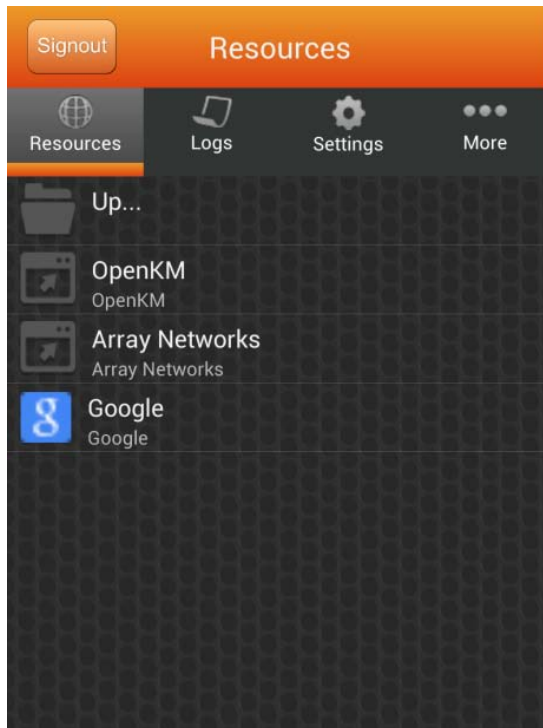 Signout
Resources
Resources
Logs
Settings
More
Up...
OpenKM
OpenKM
Array Networks
Array Networks
Google
Google
g